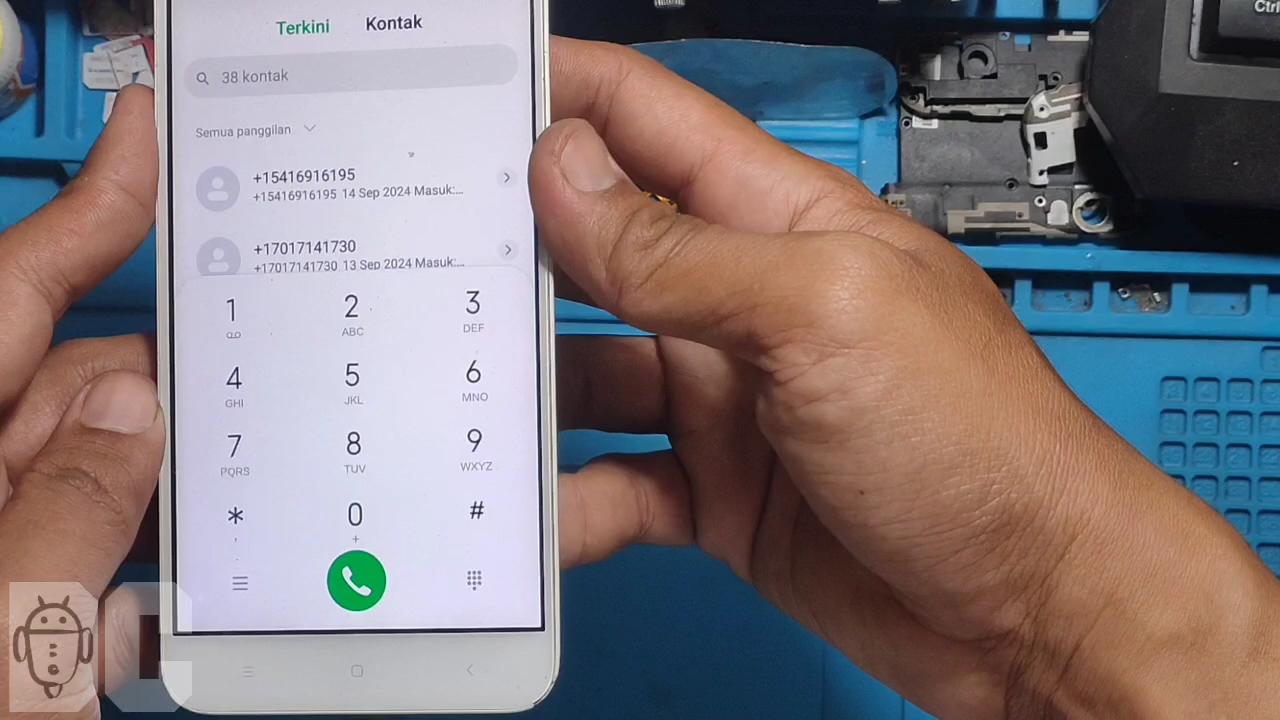 Terkini Kontak
38 kontak
Semua panggilan
+15416916195
+15416916195 14 Sep 2024 Masuk:...
+17017141730
+17017141730 13 Sep 2024 Masuk:...
1 2 3
ABC DEF
4 5 6
GHI JKL MNO
7 8 9
PQRS TUV WXYZ
* 0 #
, +
Ctrl